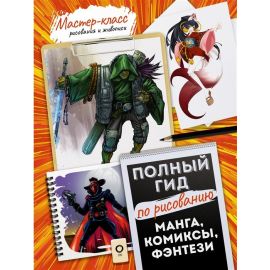 Мастер-класс
рисования и живописи
ПОЛНЫЙ
ГИД
по рисованию
МАНГА,
КОМИКСЫ,
ФЭНТЕЗИ